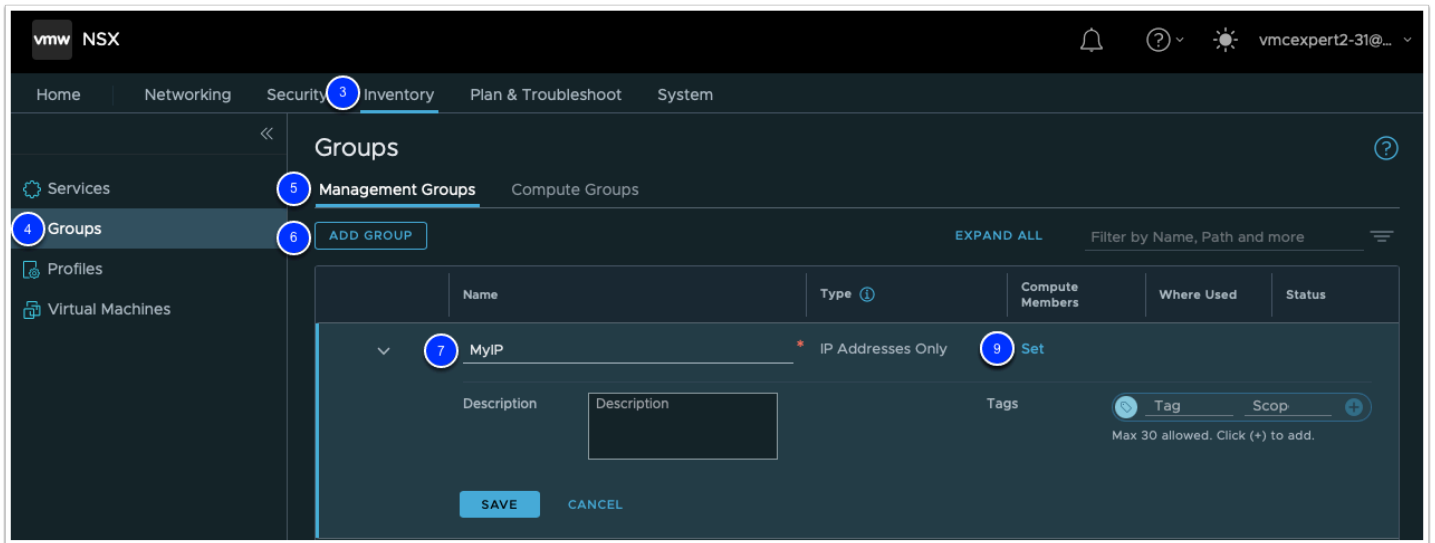 vmw NSX vmcexpert2-31@...
Home Networking Security 3 Inventory Plan & Troubleshoot System
Groups
Services
5 Management Groups Compute Groups
4 Groups
6 ADD GROUP EXPAND ALL Filter by Name, Path and more
Profiles
Name Type Compute Members Where Used Status
Virtual Machines
7 MyIP * IP Addresses Only 9 Set
Description Description Tags Tag Scop
Max 30 allowed. Click (+) to add.
SAVE CANCEL